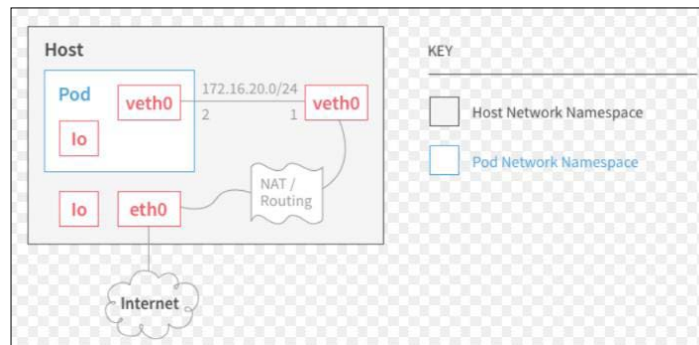 Host
Pod
veth0
172.16.20.0/24
veth0
2
1
lo
NAT /
Routing
lo
eth0
Internet
KEY
Host Network Namespace
Pod Network Namespace